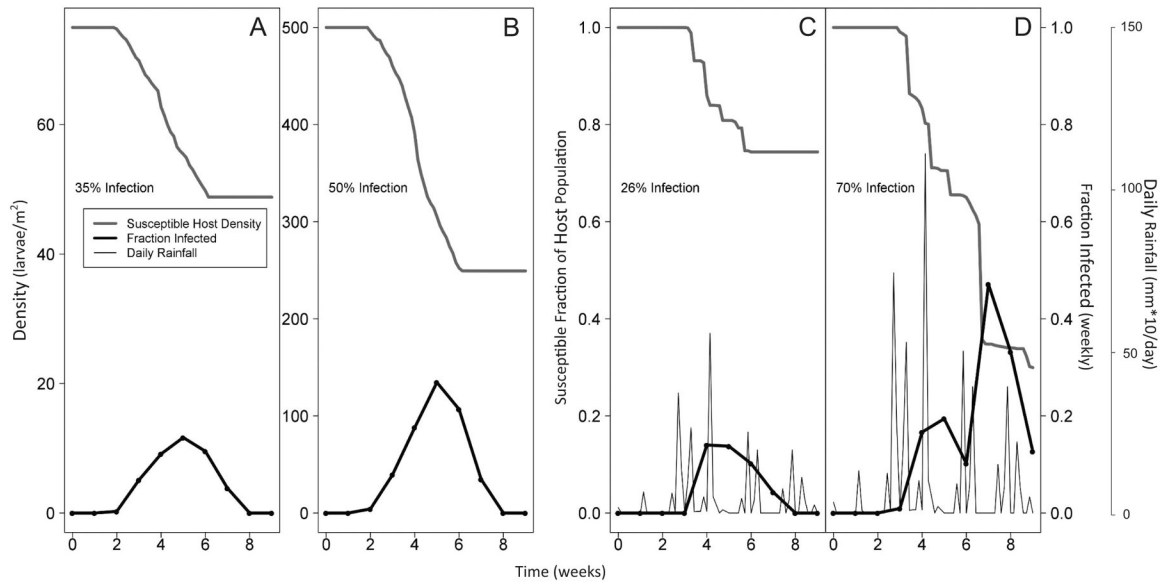 A
B
C
D
500
400
300
200
100
0
60
40
20
0
1.0
0.8
0.6
0.4
0.2
0.0
1.0
0.8
0.6
0.4
0.2
0.0
150
100
50
0
35% Infection
50% Infection
26% Infection
70% Infection
Susceptible Host Density
Fraction Infected
Daily Rainfall
Density (larvae/m²)
Susceptible Fraction of Host Population
Fraction Infected (weekly)
Daily Rainfall (mm*10/day)
0 2 4 6 8
0 2 4 6 8
0 2 4 6 8
0 2 4 6 8
Time (weeks)